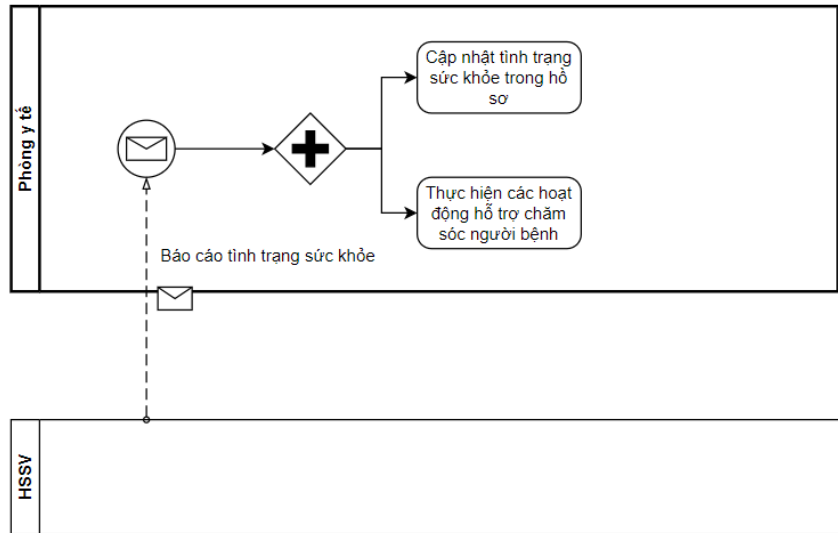 Phòng y tế
Cập nhật tình trạng
sức khỏe trong hồ
sơ
Thực hiện các hoạt
động hỗ trợ chăm
sóc người bệnh
Báo cáo tình trạng sức khỏe
HSSV